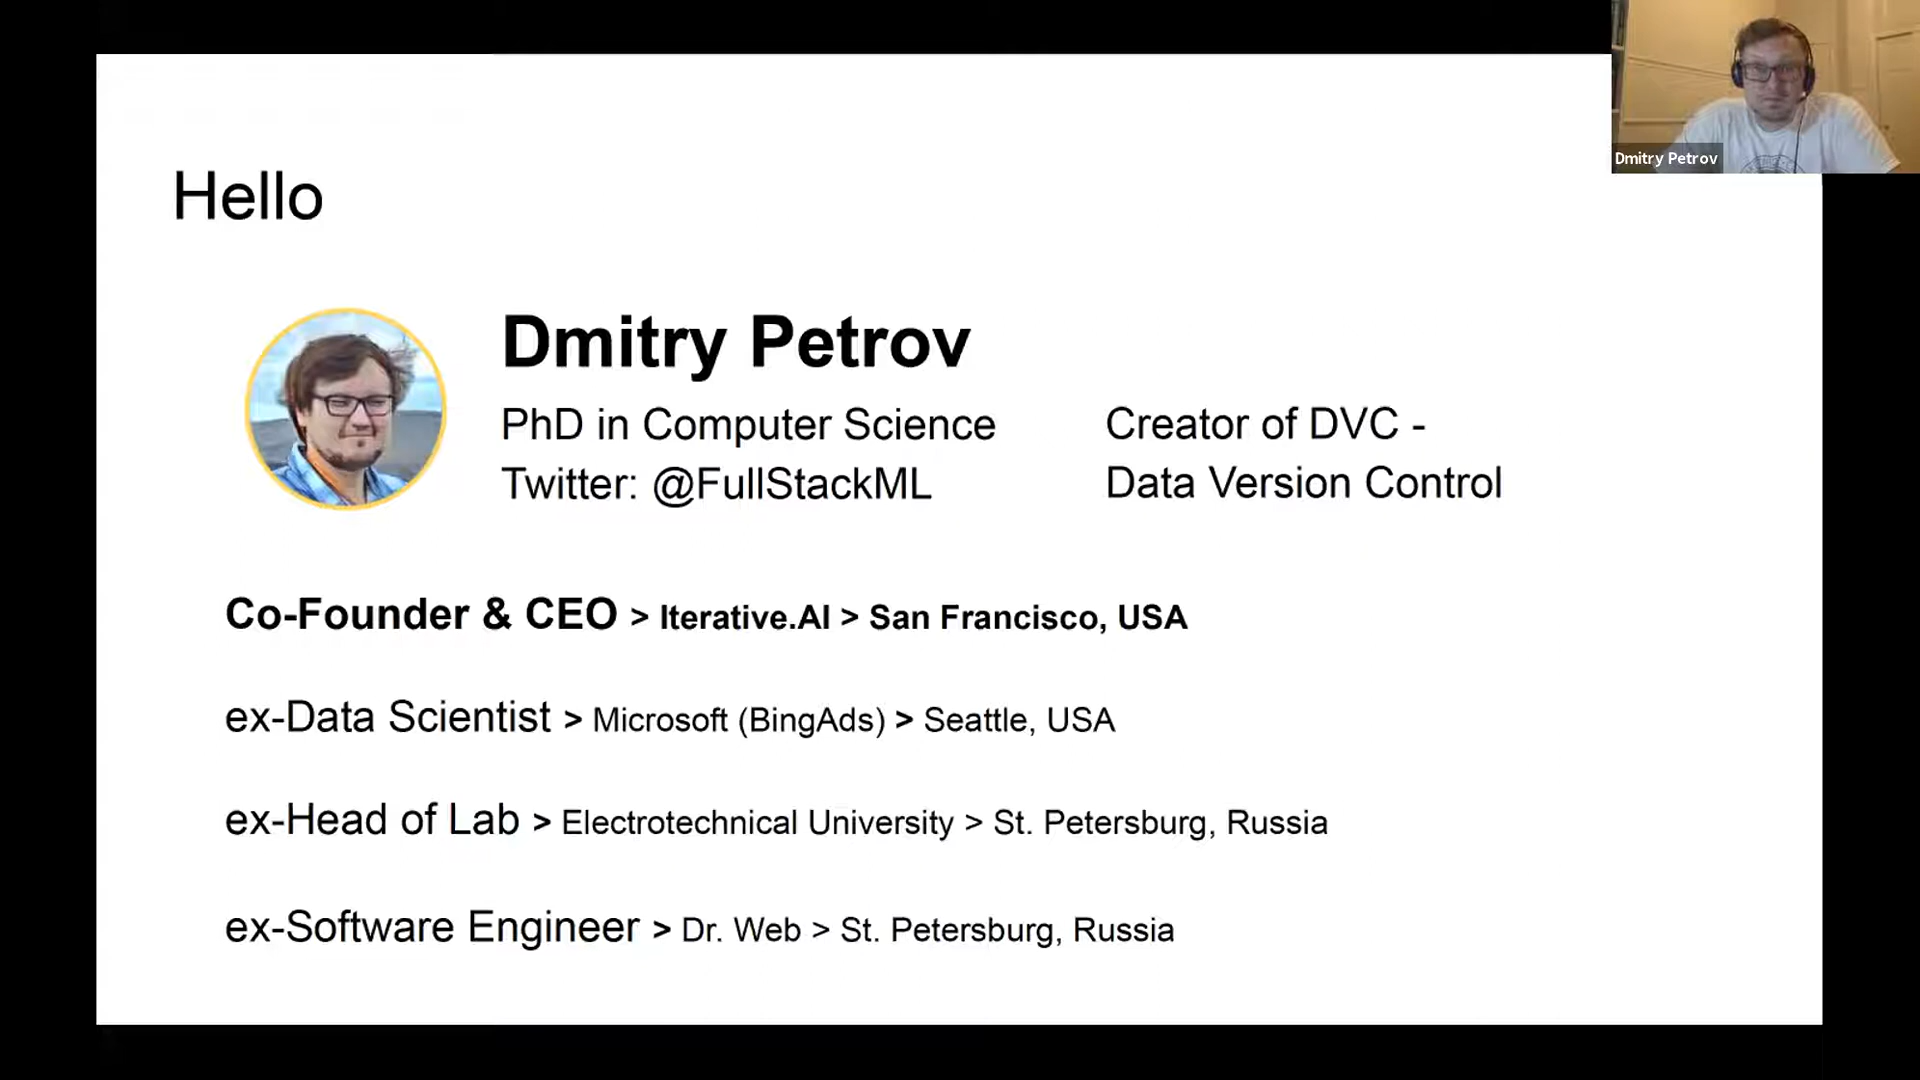 Dmitry Petrov
Hello
Dmitry Petrov
PhD in Computer Science
Twitter: @FullStackML
Creator of DVC -
Data Version Control
Co-Founder & CEO > Iterative.AI > San Francisco, USA
ex-Data Scientist > Microsoft (BingAds) > Seattle, USA
ex-Head of Lab > Electrotechnical University > St. Petersburg, Russia
ex-Software Engineer > Dr. Web > St. Petersburg, Russia